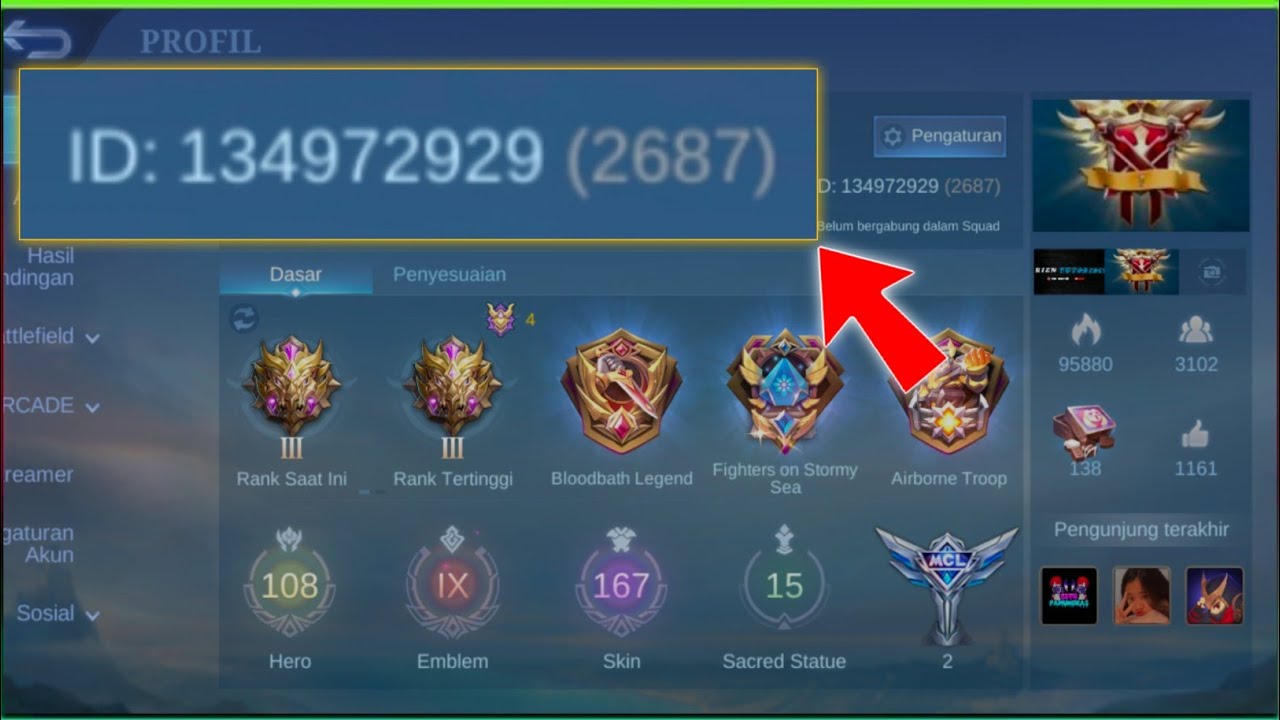 PROFIL
ID: 134972929 (2687)
Pengaturan
D: 134972929 (2687)
Belum bergabung dalam Squad
Hasil
ndingan
ttlefield
RCADE
reamer
gaturan
Akun
Sosial
Dasar
Penyesuaian
4
III
III
Rank Saat Ini
Rank Tertinggi
Bloodbath Legend
Fighters on Stormy
Sea
Airborne Troop
108
IX
167
15
MCL
Hero
Emblem
Skin
Sacred Statue
2
95880
3102
138
1161
Pengunjung terakhir